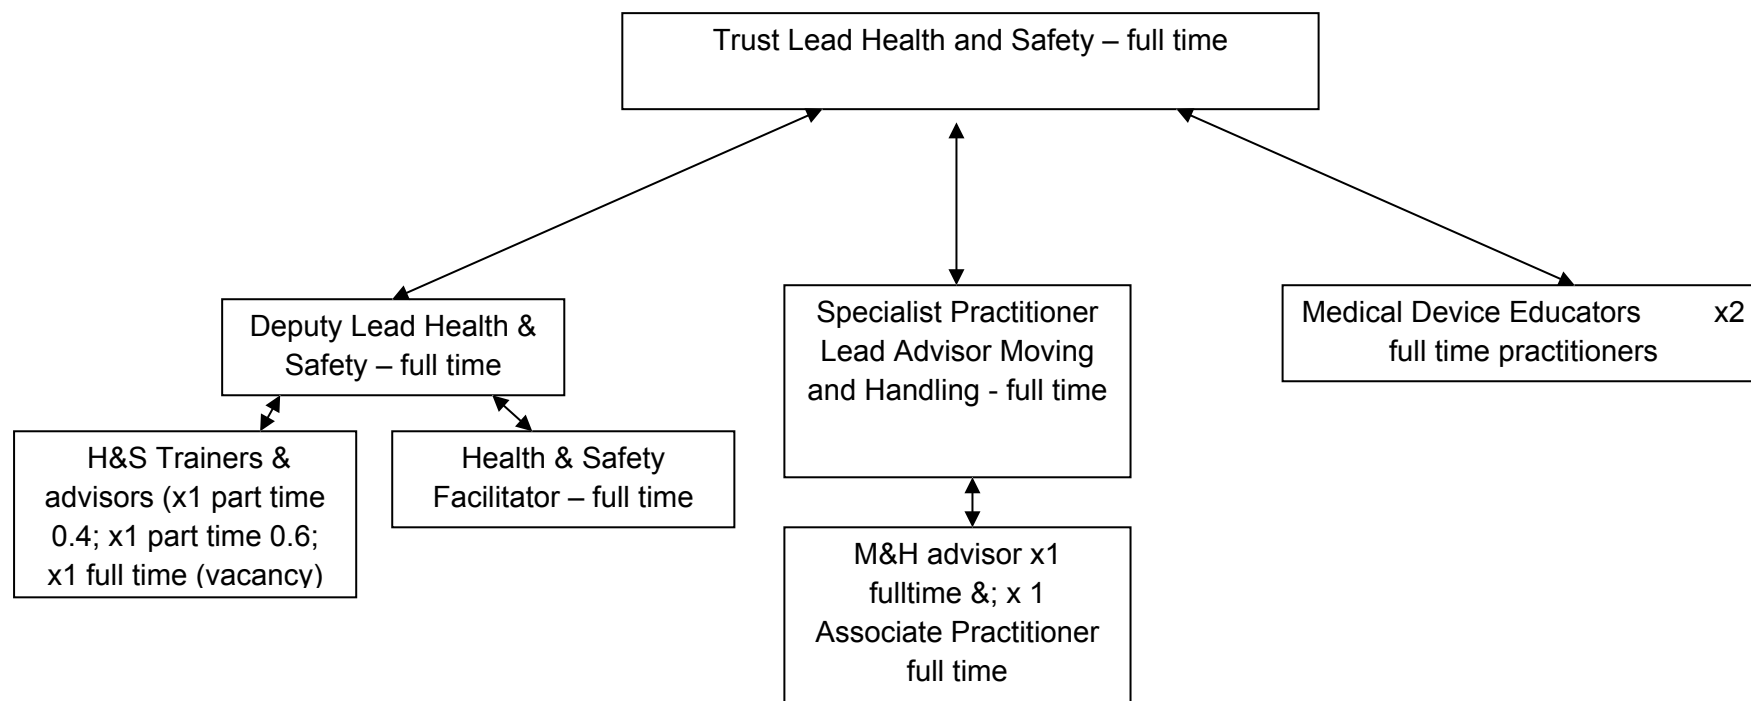 Trust Lead Health and Safety – full time
Deputy Lead Health &
Safety – full time
Specialist Practitioner
Lead Advisor Moving
and Handling - full time
Medical Device Educators x2
full time practitioners
H&S Trainers &
advisors (x1 part time
0.4; x1 part time 0.6;
x1 full time (vacancy)
Health & Safety
Facilitator – full time
M&H advisor x1
fulltime &; x 1
Associate Practitioner
full time